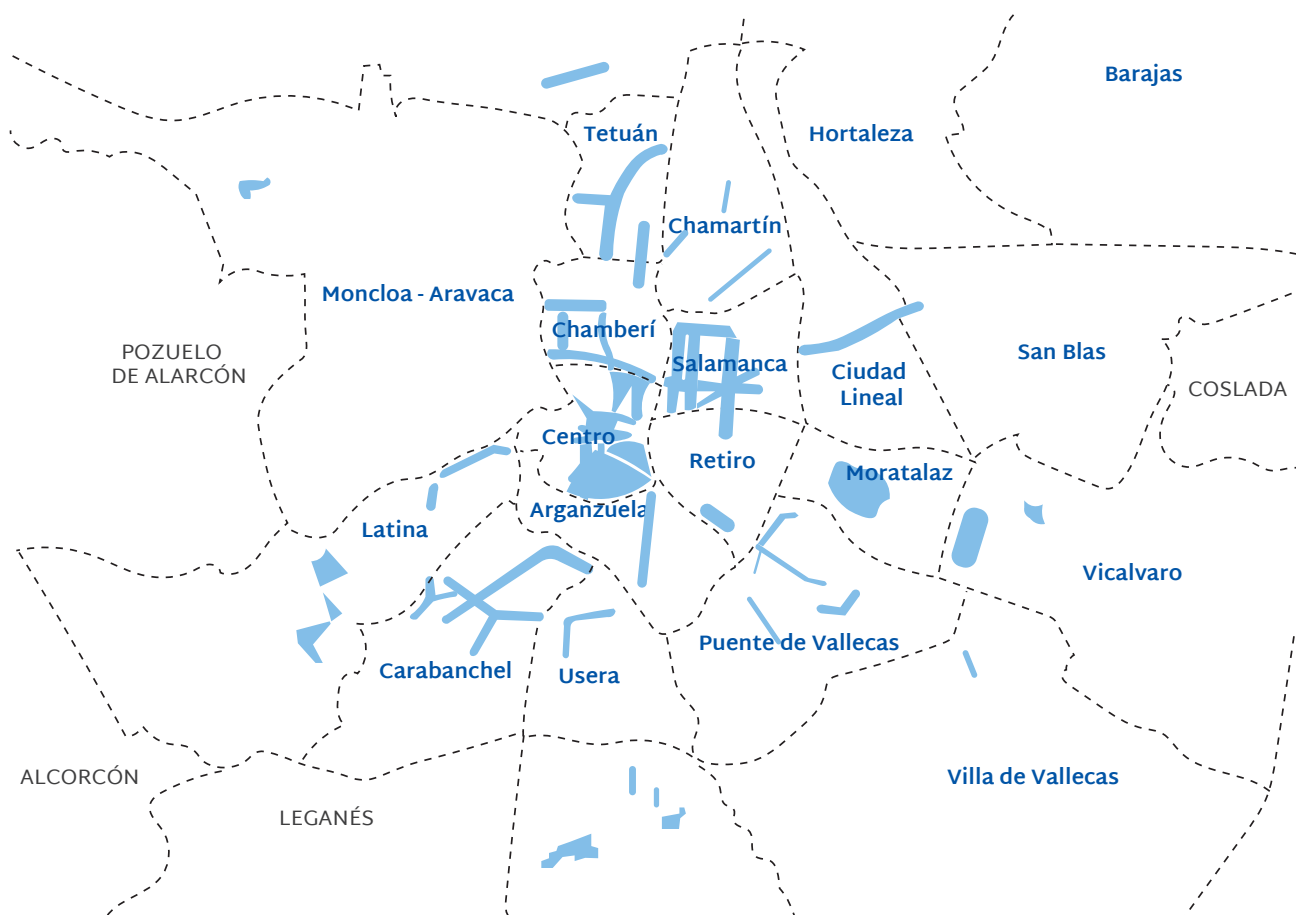 Barajas
Tetuán
Hortaleza
Chamartín
Moncloa - Aravaca
Chamberí
POZUELO
DE ALARCÓN
Salamanca
San Blas
Ciudad
Lineal
COSLADA
Centro
Retiro
Moratalaz
Arganzuela
Latina
Vicalvaro
Puente de Vallecas
Carabanchel
Usera
ALCORCÓN
Villa de Vallecas
LEGANÉS